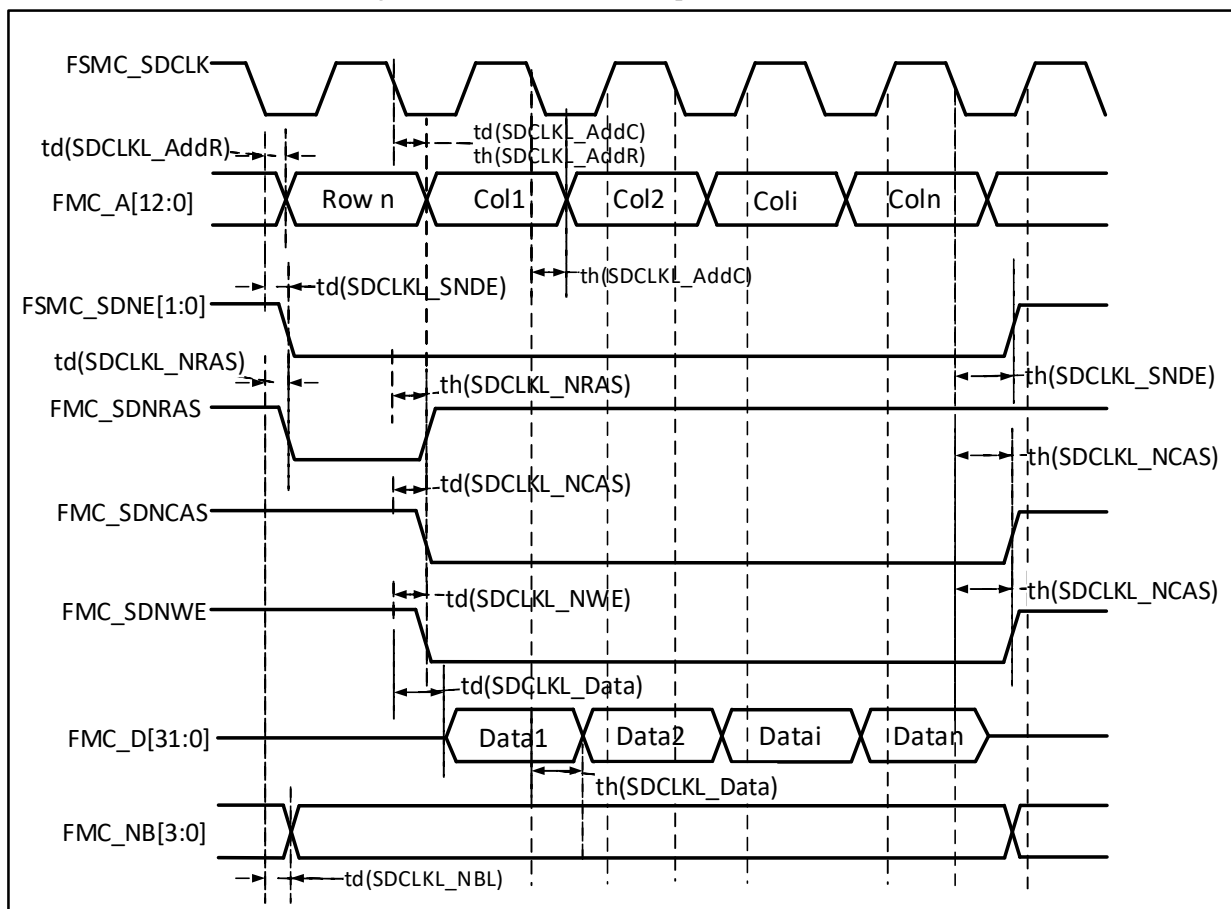 FSMC_SDCLK
td(SDCLKL_AddC)
th(SDCLKL_AddR)
td(SDCLKL_AddR)
FMC_A[12:0]
Row n
Col1
Col2
Coli
Coln
th(SDCLKL_AddC)
td(SDCLKL_SNDE)
FSMC_SDNE[1:0]
td(SDCLKL_NRAS)
th(SDCLKL_NRAS)
th(SDCLKL_SNDE)
FMC_SDNRAS
th(SDCLKL_NCAS)
td(SDCLKL_NCAS)
FMC_SDNCAS
td(SDCLKL_NWE)
th(SDCLKL_NCAS)
FMC_SDNWE
td(SDCLKL_Data)
FMC_D[31:0]
Data1
Data2
Datai
Datan
th(SDCLKL_Data)
FMC_NB[3:0]
td(SDCLKL_NBL)